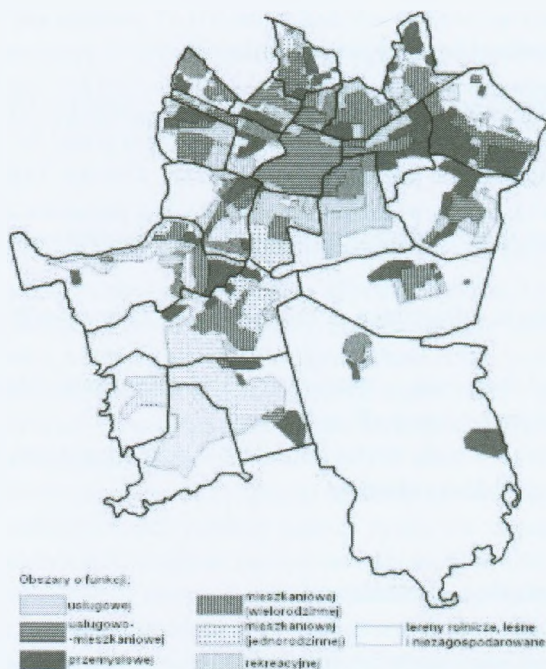 Obszary o funkcji:
usługowej
usługowo-
-mieszkaniowej
przemysłowej
mieszkaniowej
(wielorodzinnej)
mieszkaniowej
(jednorodzinnej)
rekreacyjnej
tereny rolnicze, leśne
i niezagospodarowane